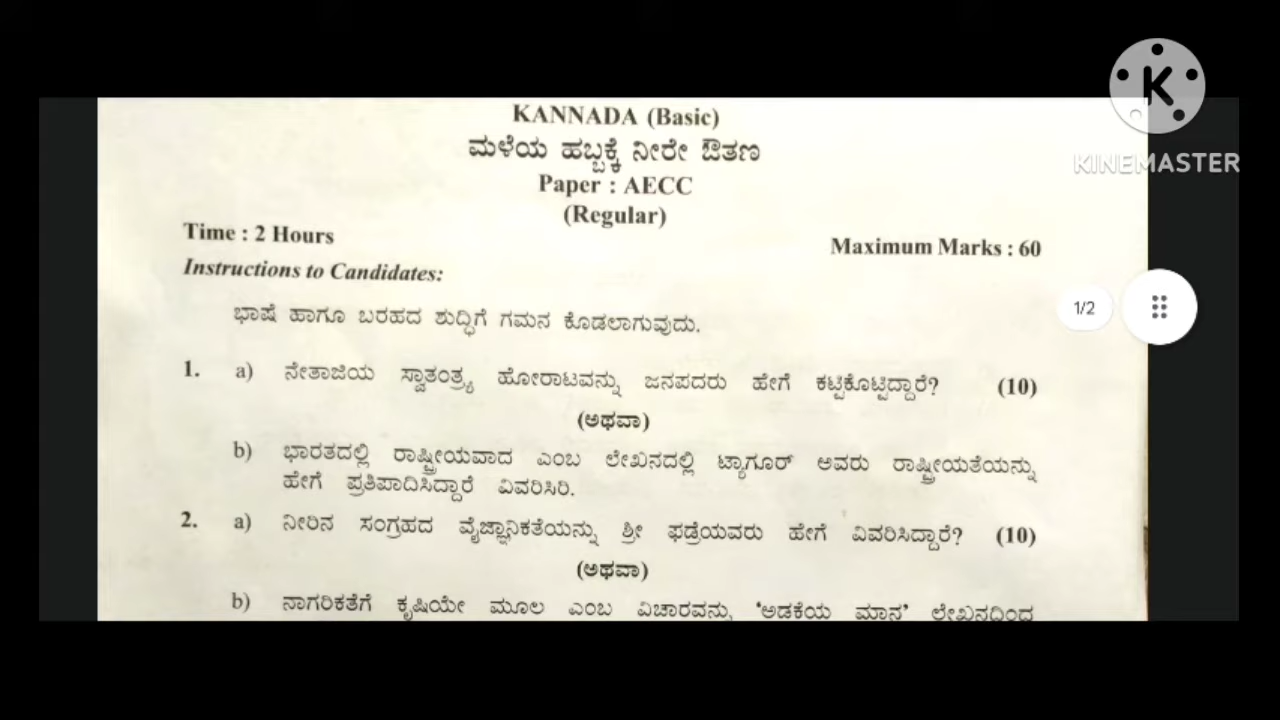 KINEMASTER
KANNADA (Basic)
ಮಳೆಯ ಹಬ್ಬಕ್ಕೆ ನೀರೇ ಔತಣ
Paper : AECC
(Regular)
Time : 2 Hours
Maximum Marks : 60
Instructions to Candidates:
ಭಾಷೆ ಹಾಗೂ ಬರಹದ ಶುದ್ಧಿಗೆ ಗಮನ ಕೊಡಲಾಗುವುದು.
1/2
1. a) ನೇತಾಜಿಯ ಸ್ವಾತಂತ್ರ್ಯ ಹೋರಾಟವನ್ನು ಜನಪದರು ಹೇಗೆ ಕಟ್ಟಿಕೊಟ್ಟಿದ್ದಾರೆ? (10)
(ಅಥವಾ)
b) ಭಾರತದಲ್ಲಿ ರಾಷ್ಟ್ರೀಯವಾದ ಎಂಬ ಲೇಖನದಲ್ಲಿ ಟ್ಯಾಗೂರ್ ಅವರು ರಾಷ್ಟ್ರೀಯತೆಯನ್ನು
ಹೇಗೆ ಪ್ರತಿಪಾದಿಸಿದ್ದಾರೆ ವಿವರಿಸಿರಿ.
2. a) ನೀರಿನ ಸಂಗ್ರಹದ ವೈಜ್ಞಾನಿಕತೆಯನ್ನು ಶ್ರೀ ಫಡ್ರೆಯವರು ಹೇಗೆ ವಿವರಿಸಿದ್ದಾರೆ? (10)
(ಅಥವಾ)
b) ನಾಗರಿಕತೆಗೆ ಕೃಷಿಯೇ ಮೂಲ ಎಂಬ ವಿಚಾರವನ್ನು 'ಅಡಕೆಯ ಮಾನ' ಲೇಖನದಿಂದ